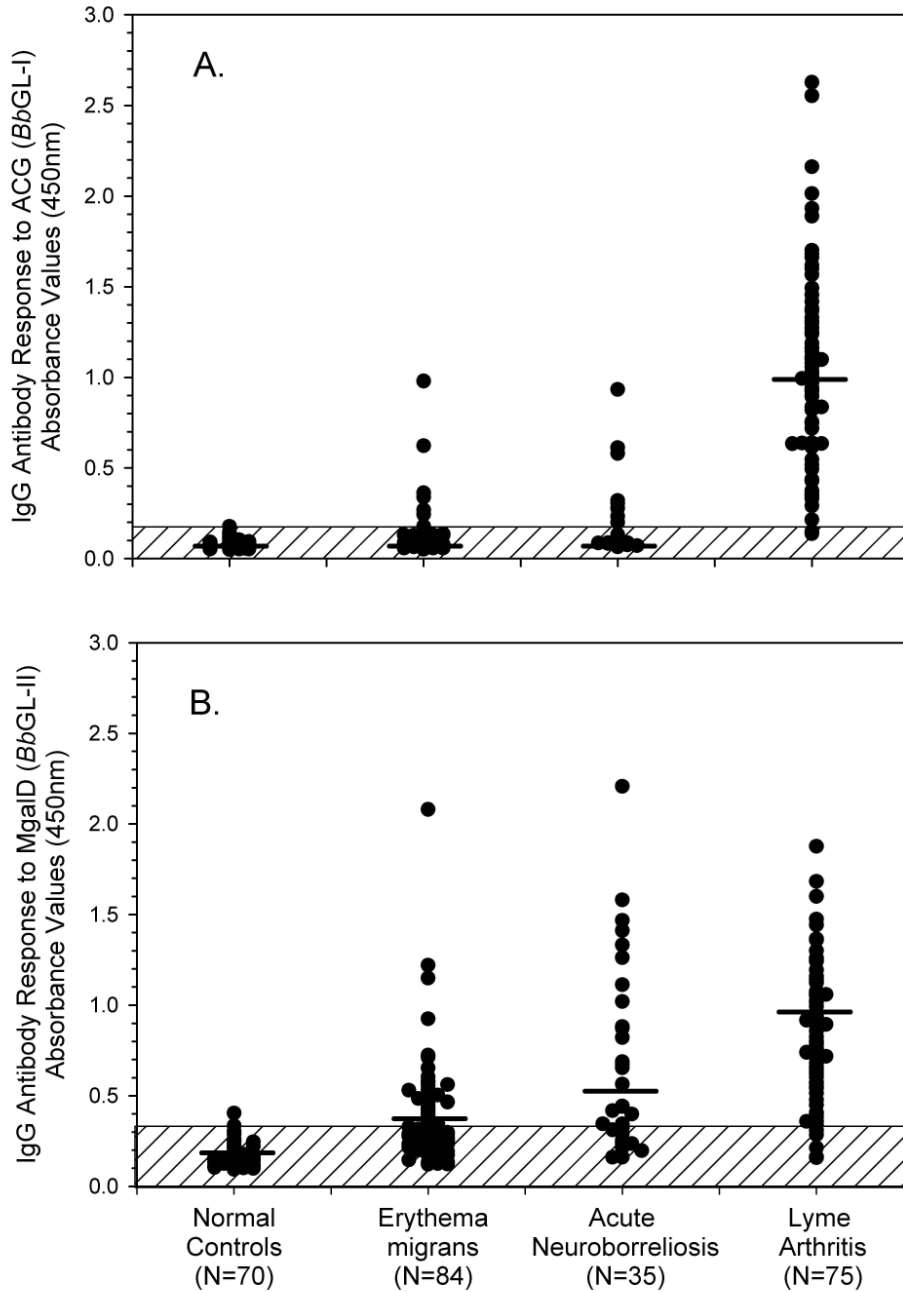 A.
IgG Antibody Response to ACG (BbGL-I)
Absorbance Values (450nm)
3.0
2.5
2.0
1.5
1.0
0.5
0.0
B.
IgG Antibody Response to MgalD (BbGL-II)
Absorbance Values (450nm)
3.0
2.5
2.0
1.5
1.0
0.5
0.0
Normal
Controls
(N=70)
Erythema
migrans
(N=84)
Acute
Neuroborreliosis
(N=35)
Lyme
Arthritis
(N=75)